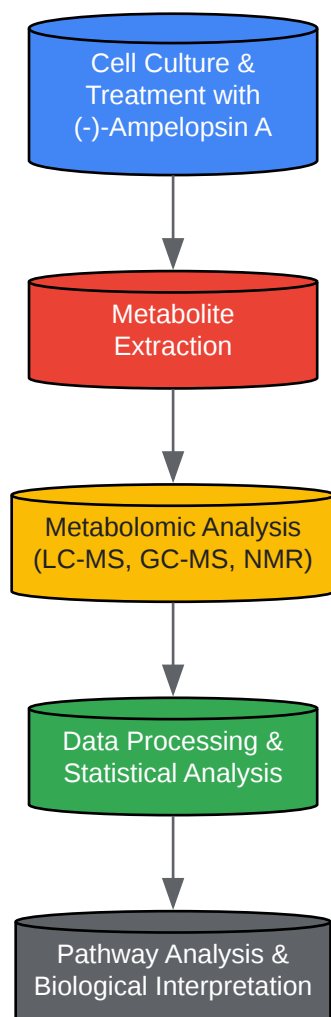 Cell Culture &
Treatment with
(-)-Ampelopsin A
Metabolite
Extraction
Metabolomic Analysis
(LC-MS, GC-MS, NMR)
Data Processing &
Statistical Analysis
Pathway Analysis &
Biological Interpretation